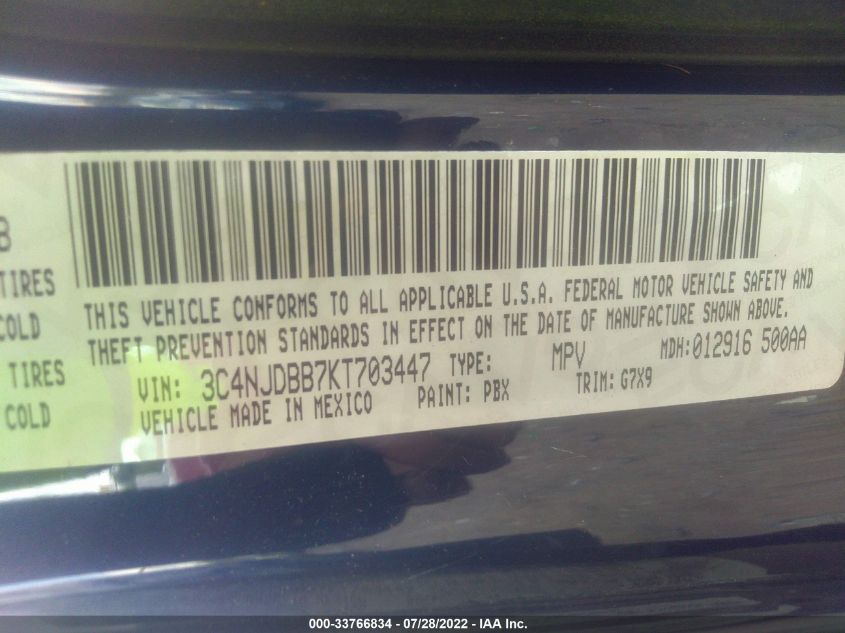 B
TIRES
COLD
TIRES
COLD
THIS VEHICLE CONFORMS TO ALL APPLICABLE U.S.A. FEDERAL MOTOR VEHICLE SAFETY AND
THEFT PREVENTION STANDARDS IN EFFECT ON THE DATE OF MANUFACTURE SHOWN ABOVE.
VIN: 3C4NJDBB7KT703447 TYPE: MPV MDH:012916 500AA
VEHICLE MADE IN MEXICO PAINT: PBX TRIM: G7X9
000-33766834 - 07/28/2022 - IAA Inc.